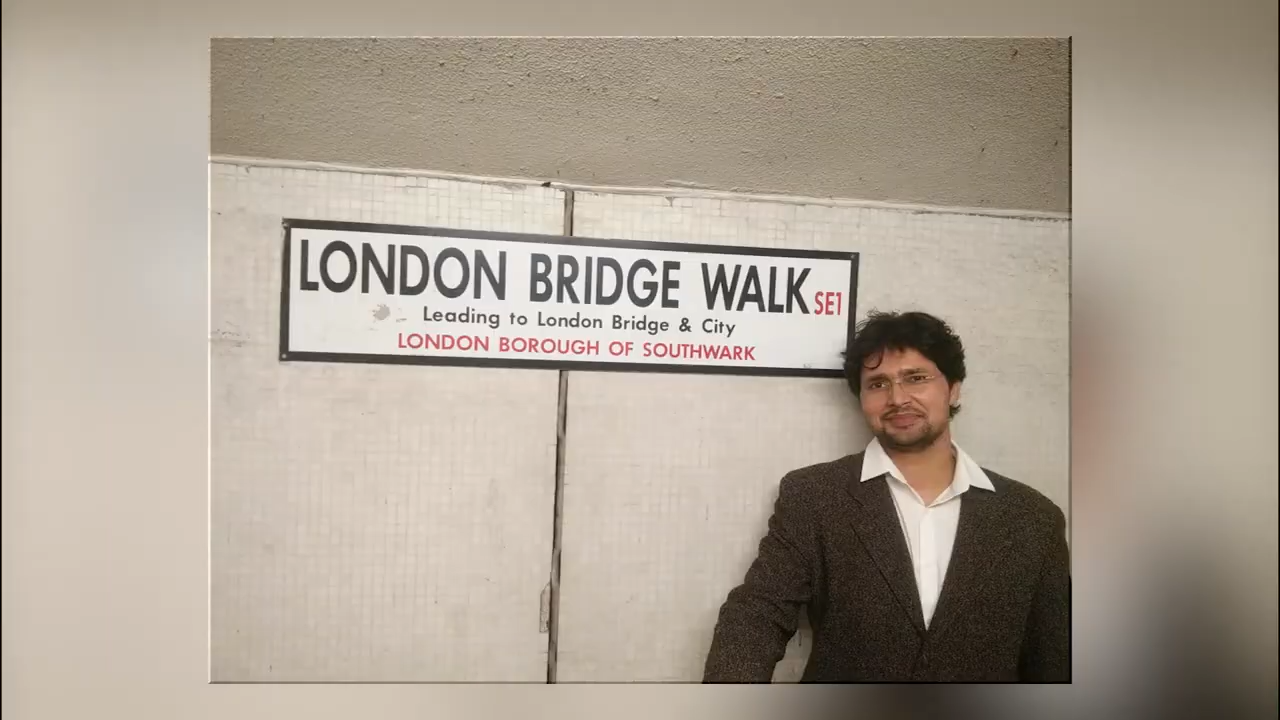 LONDON BRIDGE WALK SE1
Leading to London Bridge & City
LONDON BOROUGH OF SOUTHWARK